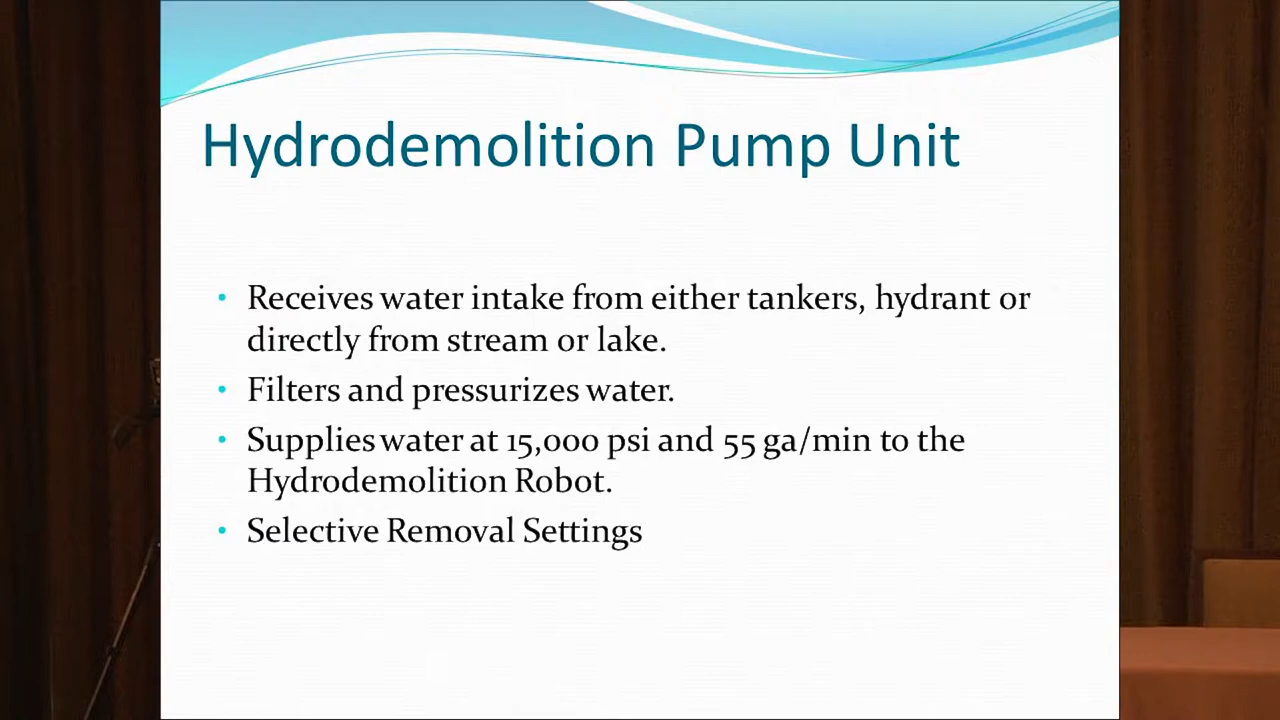 Hydrodemolition Pump Unit
• Receives water intake from either tankers, hydrant or
directly from stream or lake.
• Filters and pressurizes water.
• Supplies water at 15,000 psi and 55 ga/min to the
Hydrodemolition Robot.
• Selective Removal Settings